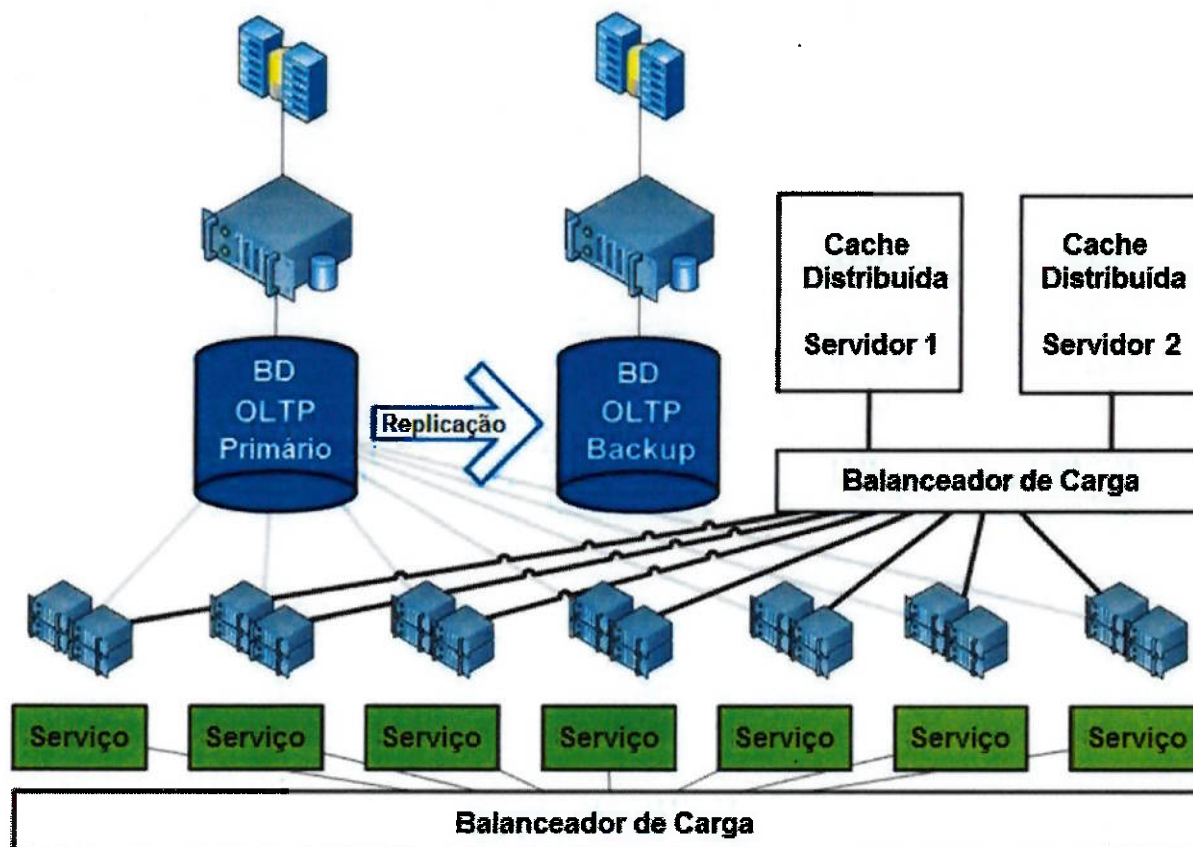 BD
OLTP
Primário
Replicação
BD
OLTP
Backup
Cache
Distribuída
Servidor 1
Cache
Distribuída
Servidor 2
Balanceador de Carga
Serviço
Serviço
Serviço
Serviço
Serviço
Serviço
Serviço
Balanceador de Carga